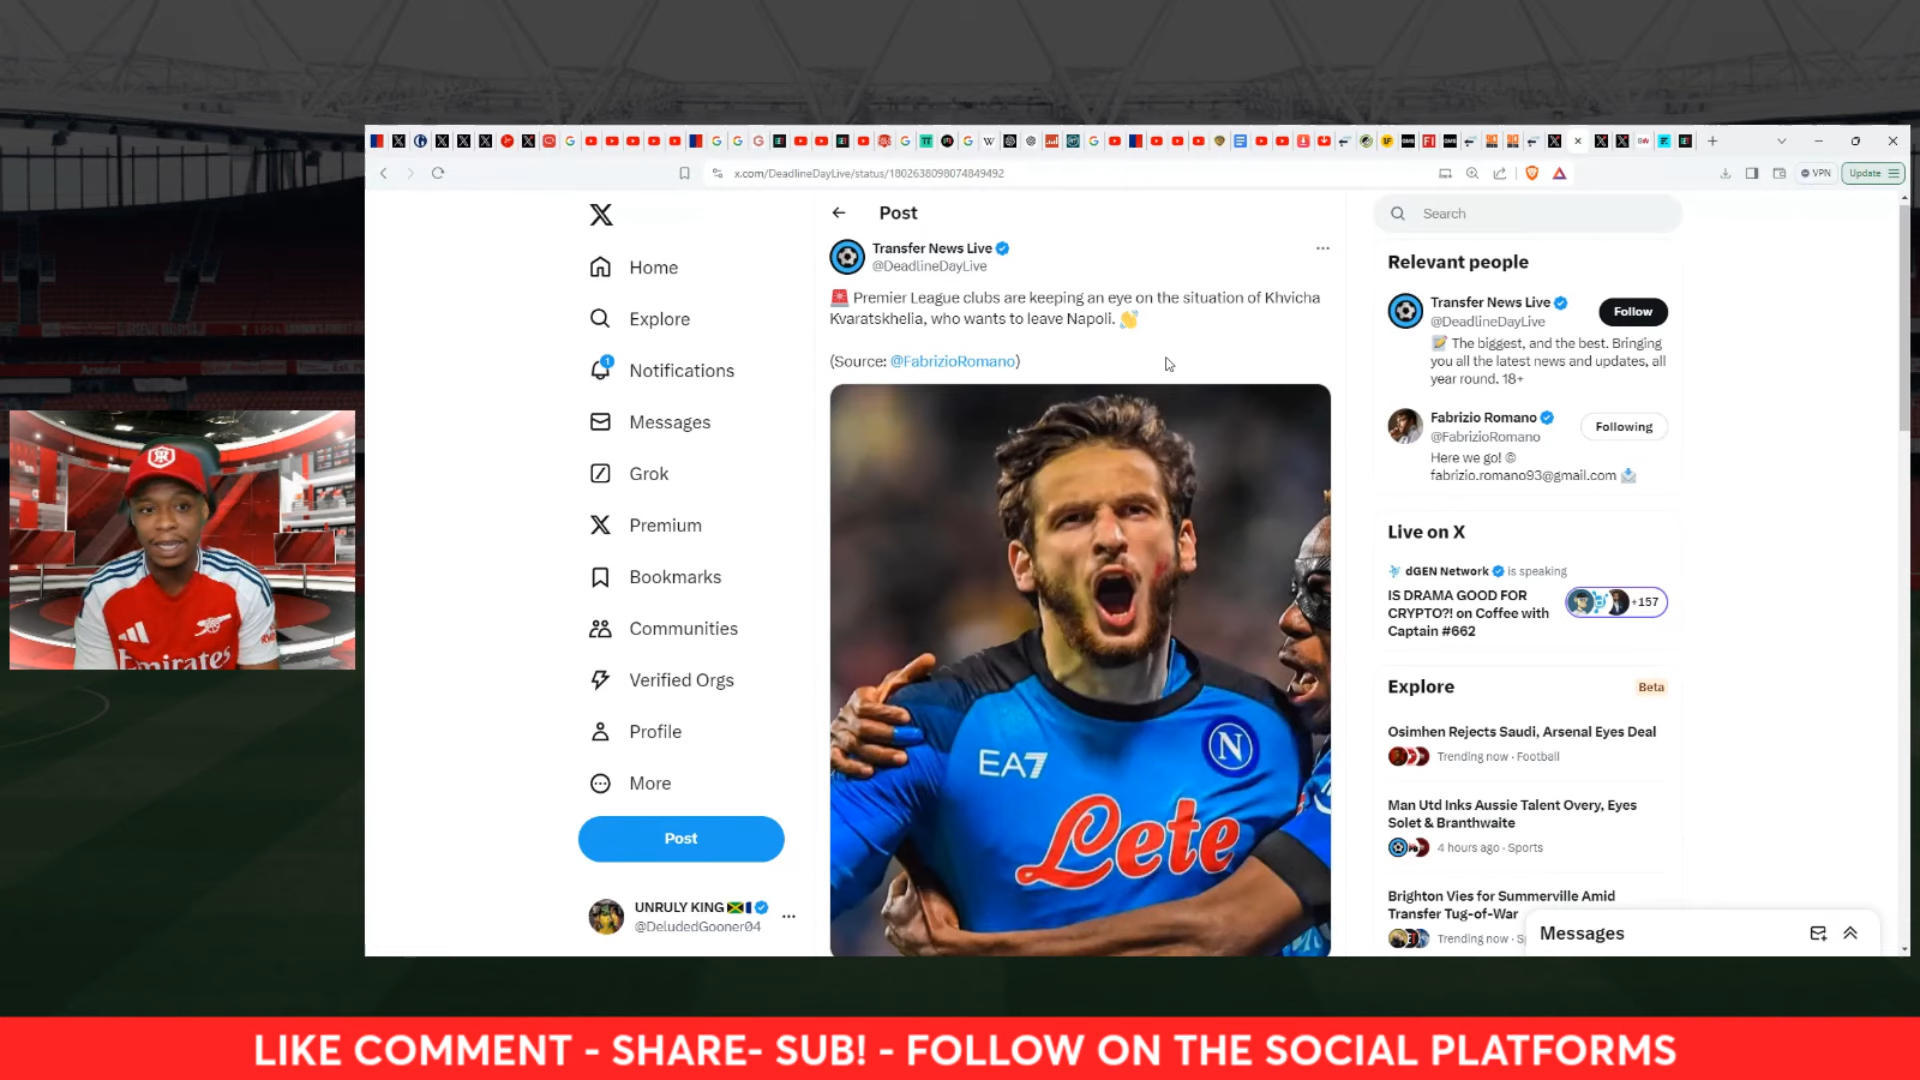 x.com/DeadlineDayLive/status/1802638098074849492
VPN
Update
Home
Explore
Notifications
1
Messages
Grok
Premium
Bookmarks
Communities
Verified Orgs
Profile
More
Post
UNRULY KING
@DeludedGooner04
Post
Transfer News Live
@DeadlineDayLive
Premier League clubs are keeping an eye on the situation of Khvicha
Kvaratskhelia, who wants to leave Napoli.
(Source: @FabrizioRomano)
EA7
N
Lete
Search
Relevant people
Transfer News Live
@DeadlineDayLive
Follow
The biggest, and the best. Bringing
you all the latest news and updates, all
year round. 18+
Fabrizio Romano
@FabrizioRomano
Following
Here we go! ©
fabrizio.romano93@gmail.com
Live on X
dGEN Network is speaking
IS DRAMA GOOD FOR
CRYPTO?! on Coffee with
Captain #662
+157
Explore
Beta
Osimhen Rejects Saudi, Arsenal Eyes Deal
Trending now · Football
Man Utd Inks Aussie Talent Overy, Eyes
Solet & Branthwaite
4 hours ago · Sports
Brighton Vies for Summerville Amid
Transfer Tug-of-War
Trending now · Sp
Messages
Arsenal
Emirates
LIKE COMMENT - SHARE- SUB! - FOLLOW ON THE SOCIAL PLATFORMS